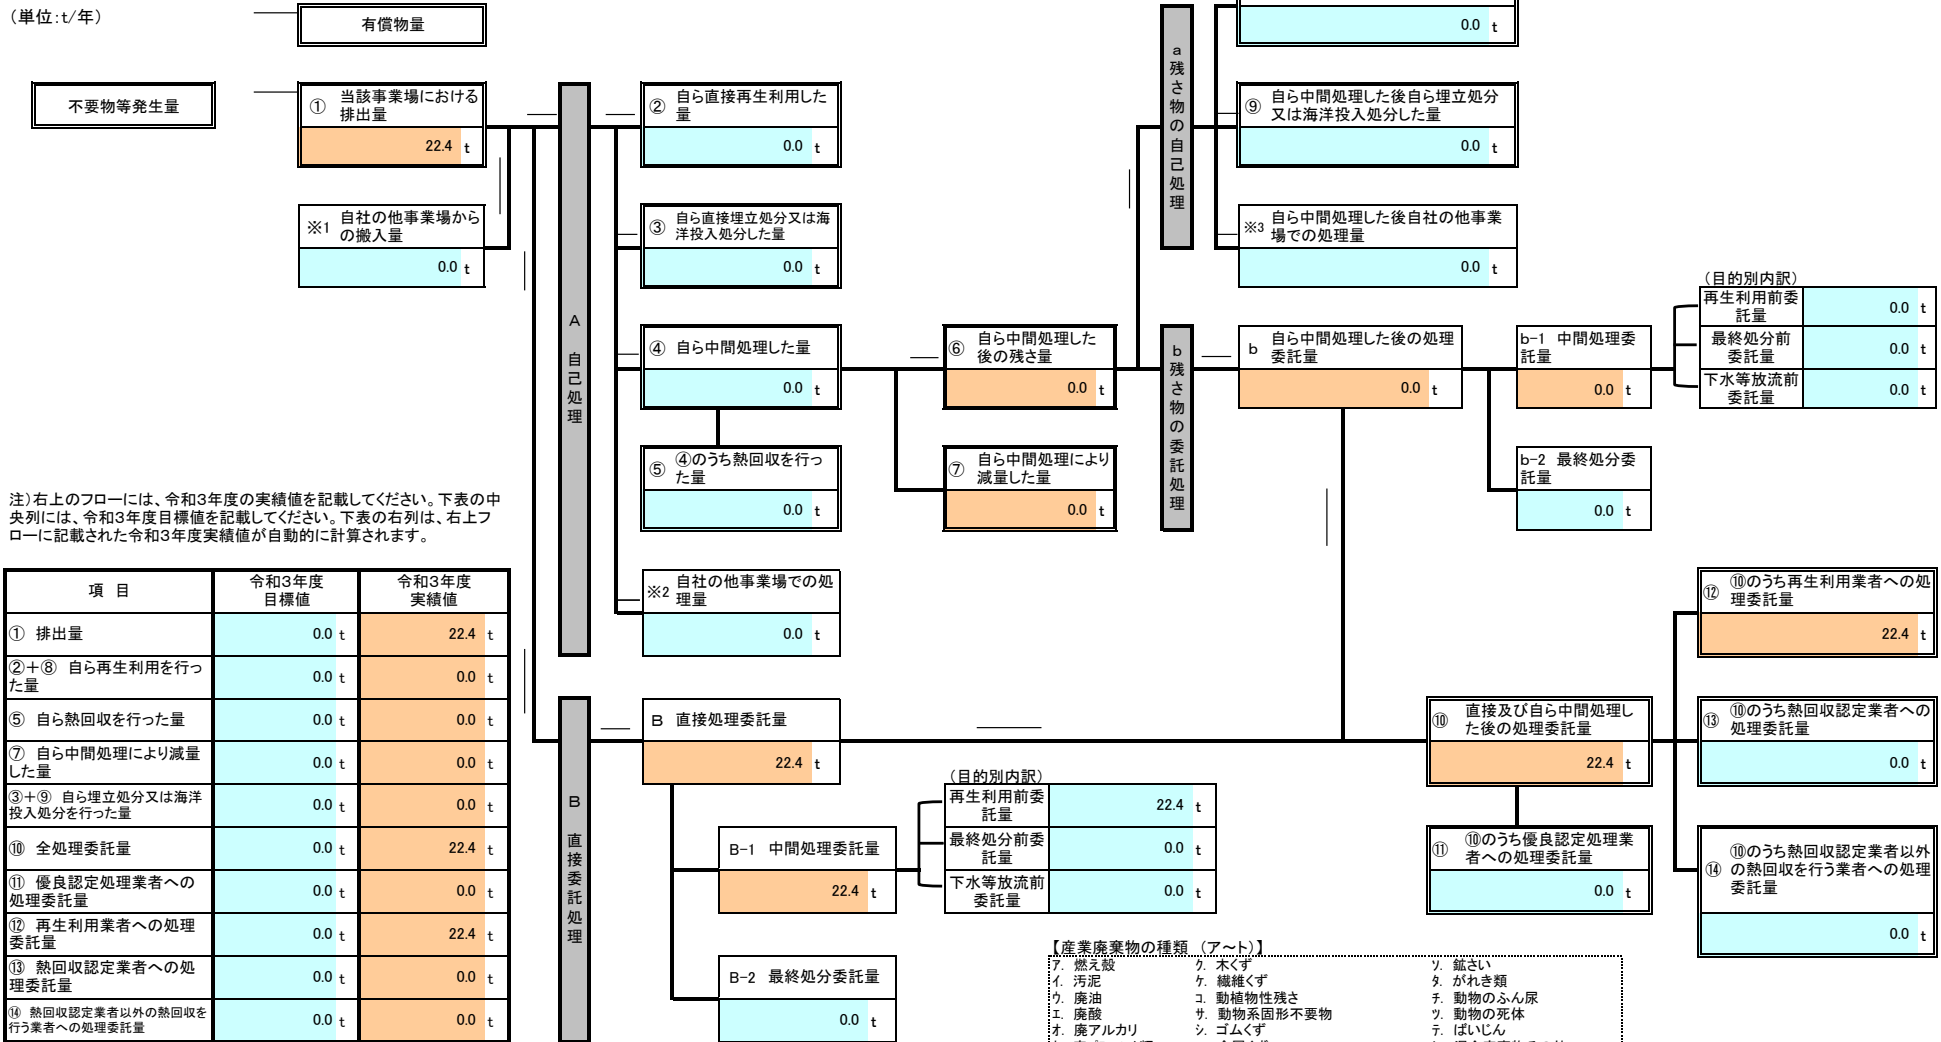 （単位：t/年）
有償物量
0.0 t
不要物等発生量
① 当該事業場における
排出量
22.4 t
② 自ら直接再生利用した
量
0.0 t
a 残さ物の自己処理
⑨ 自ら中間処理した後自ら埋立処分
又は海洋投入処分した量
0.0 t
※1 自社の他事業場から
の搬入量
0.0 t
③ 自ら直接埋立処分又は海
洋投入処分した量
0.0 t
※3 自ら中間処理した後自社の他事業
場での処理量
0.0 t
A 自己処理
④ 自ら中間処理した量
0.0 t
⑥ 自ら中間処理した
後の残さ量
0.0 t
b 残さ物の委託処理
b 自ら中間処理した後の処理
委託量
0.0 t
b-1 中間処理委
託量
0.0 t
（目的別内訳）
再生利用前委
託量
0.0 t
最終処分前
委託量
0.0 t
下水等放流前
委託量
0.0 t
⑤ ④のうち熱回収を行っ
た量
0.0 t
⑦ 自ら中間処理により
減量した量
0.0 t
b-2 最終処分委
託量
0.0 t
注）右上のフローには、令和3年度の実績値を記載してください。下表の中
央列には、令和3年度目標値を記載してください。下表の右列は、右上フ
ローに記載された令和3年度実績値が自動的に計算されます。
※2 自社の他事業場での処
理量
0.0 t
項 目
令和3年度
目標値
令和3年度
実績値
① 排出量
0.0 t 22.4 t
②＋⑧ 自ら再生利用を行っ
た量
0.0 t 0.0 t
⑤ 自ら熱回収を行った量
0.0 t 0.0 t
⑦ 自ら中間処理により減量
した量
0.0 t 0.0 t
③＋⑨ 自ら埋立処分又は海洋
投入処分を行った量
0.0 t 0.0 t
⑩ 全処理委託量
0.0 t 22.4 t
⑪ 優良認定処理業者への
処理委託量
0.0 t 0.0 t
⑫ 再生利用業者への処理
委託量
0.0 t 22.4 t
⑬ 熱回収認定業者への処
理委託量
0.0 t 0.0 t
⑭ 熱回収認定業者以外の熱回収を
行う業者への処理委託量
0.0 t 0.0 t
B 直接委託処理
B 直接処理委託量
22.4 t
B-1 中間処理委託量
22.4 t
（目的別内訳）
再生利用前委
託量
22.4 t
最終処分前委
託量
0.0 t
下水等放流前
委託量
0.0 t
B-2 最終処分委託量
0.0 t
⑩ 直接及び自ら中間処理し
た後の処理委託量
22.4 t
⑪ ⑩のうち優良認定処理業
者への処理委託量
0.0 t
⑫ ⑩のうち再生利用業者への処
理委託量
22.4 t
⑬ ⑩のうち熱回収認定業者への
処理委託量
0.0 t
⑭ ⑩のうち熱回収認定業者以外
の熱回収を行う業者への処理
委託量
0.0 t
【産業廃棄物の種類 （ア～ト）】
ア. 燃え殻 ク. 木くず ソ. 鉱さい
イ. 汚泥 ケ. 繊維くず タ. がれき類
ウ. 廃油 コ. 動植物性残さ チ. 動物のふん尿
エ. 廃酸 サ. 動物系固形不要物 ツ. 動物の死体
オ. 廃アルカリ シ. ゴムくず テ. ばいじん